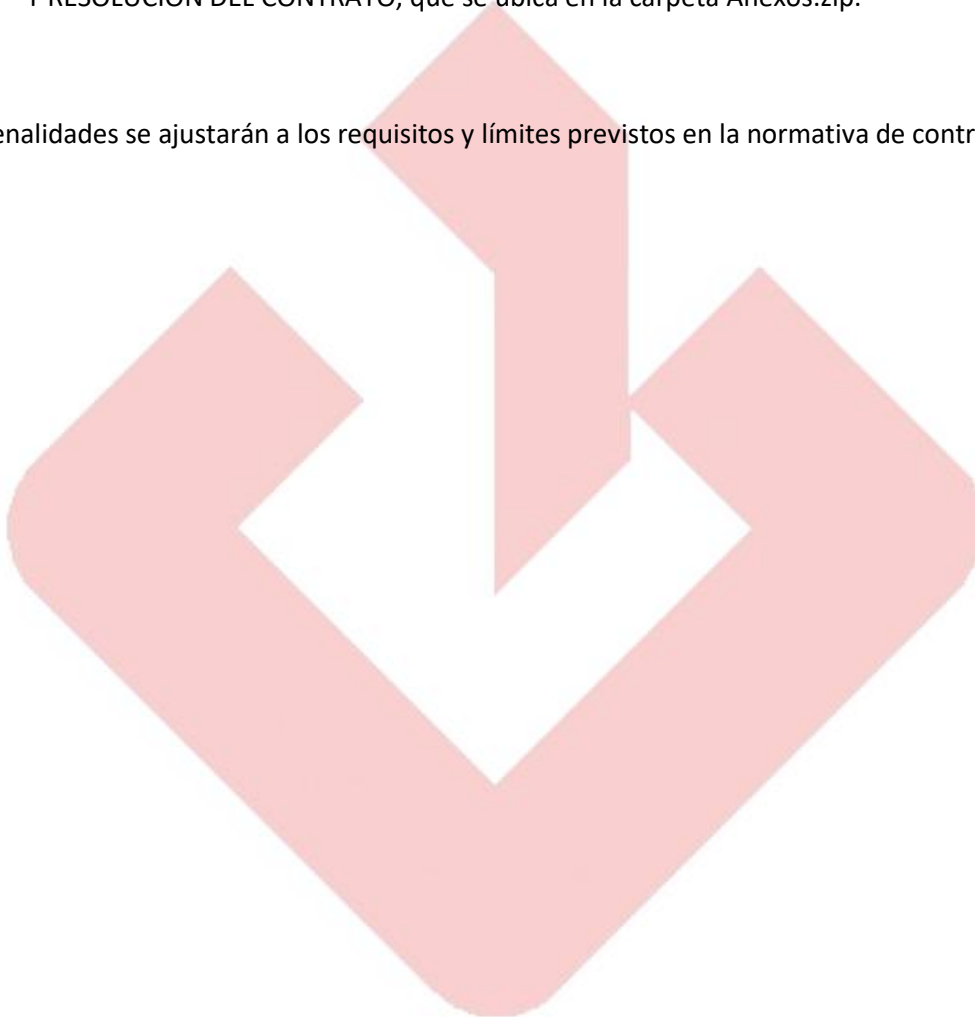 Y RESOLUCIÓN DEL CONTRATO, que se ubica en la carpeta Anexos.zip.
enalidades se ajustarán a los requisitos y límites previstos en la normativa de contr